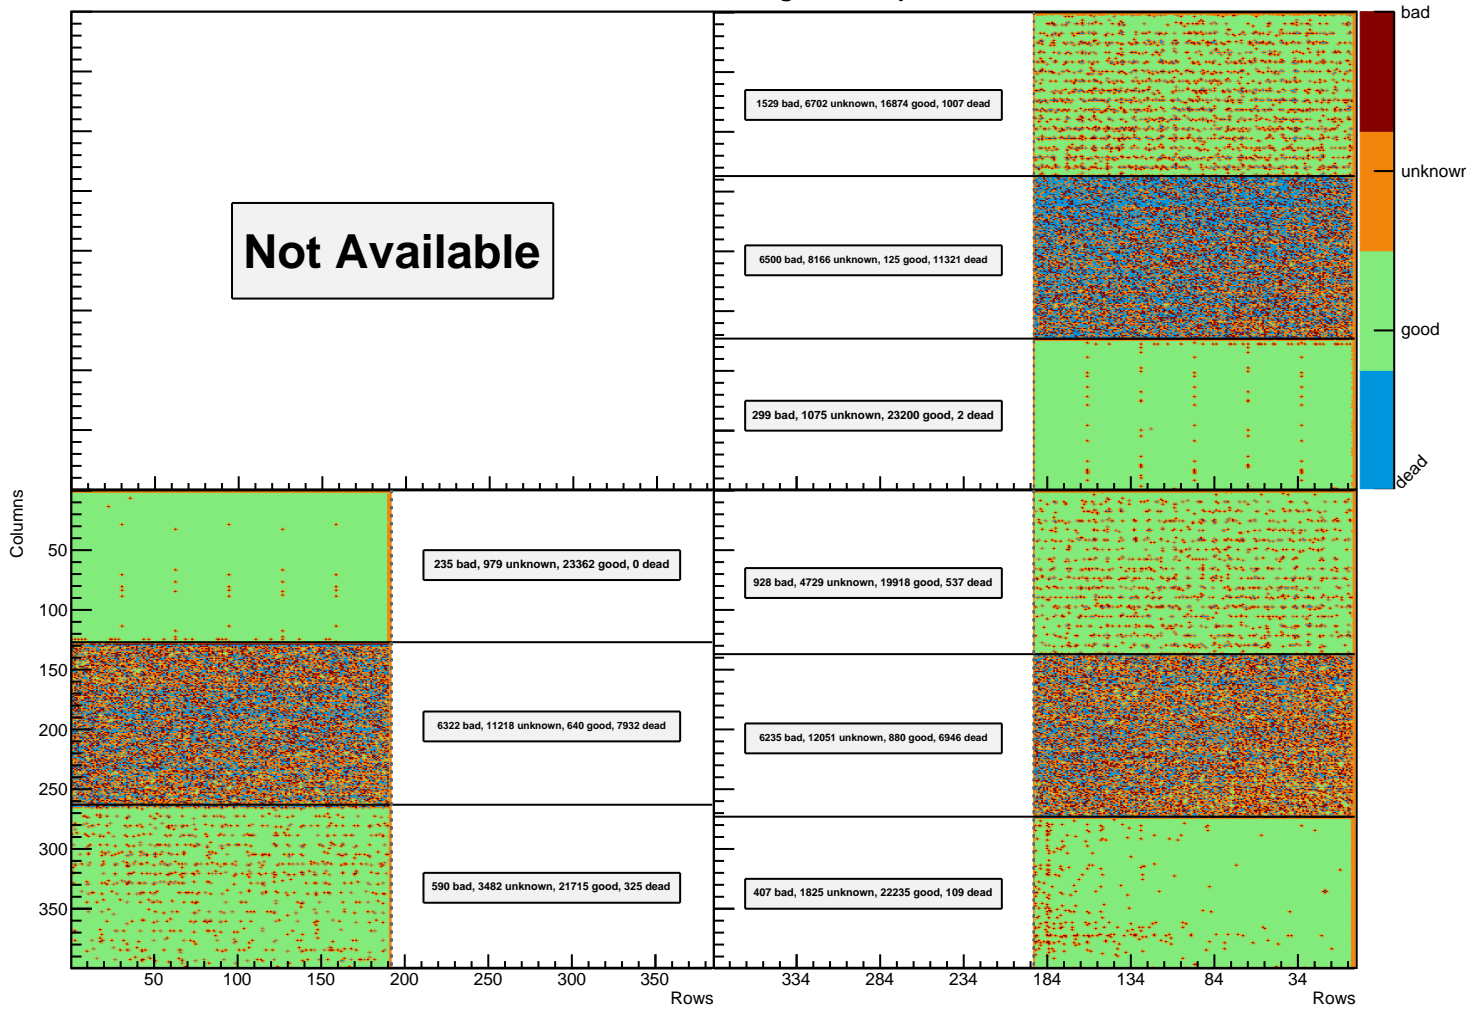 bad
1529 bad, 6702 unknown, 16874 good, 1007 dead
unknown
Not Available
6500 bad, 8166 unknown, 125 good, 11321 dead
good
299 bad, 1075 unknown, 23200 good, 2 dead
dead
Columns
50
100
150
200
250
300
350
235 bad, 979 unknown, 23362 good, 0 dead
928 bad, 4729 unknown, 19918 good, 537 dead
6322 bad, 11218 unknown, 640 good, 7932 dead
6235 bad, 12051 unknown, 880 good, 6946 dead
590 bad, 3482 unknown, 21715 good, 325 dead
407 bad, 1825 unknown, 22235 good, 109 dead
50 100 150 200 250 300 350
334 284 234 184 134 84 34
Rows
Rows